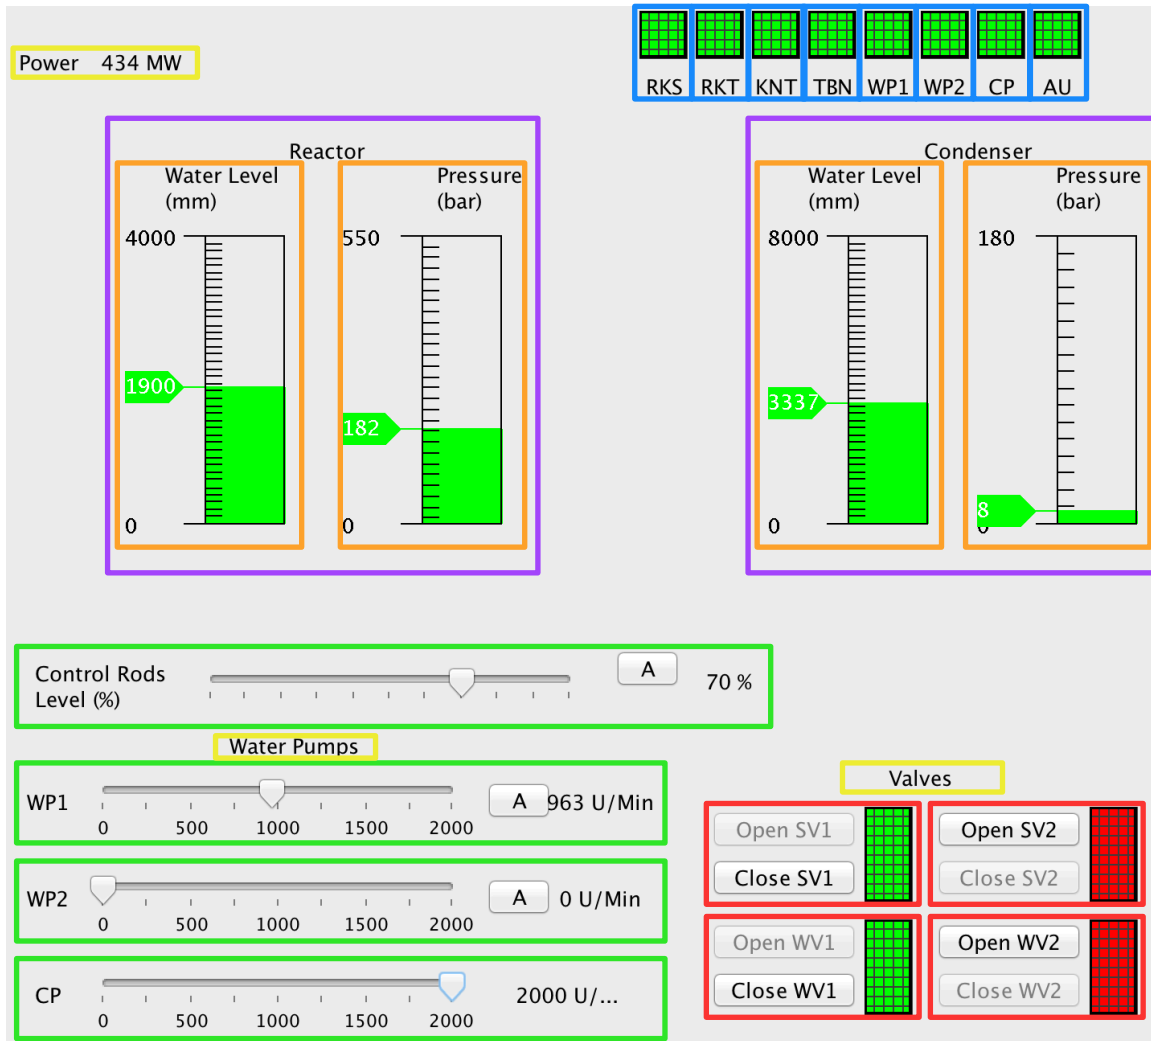 Power 434 MW
RKS RKT KNT TBN WP1 WP2 CP AU
Reactor
Water Level
(mm)
4000
1900
0
Pressure
(bar)
550
182
0
Condenser
Water Level
(mm)
8000
3337
0
Pressure
(bar)
180
8
0
Control Rods
Level (%)
A
70 %
Water Pumps
WP1
0 500 1000 1500 2000
A
963 U/Min
WP2
0 500 1000 1500 2000
A
0 U/Min
CP
0 500 1000 1500 2000
2000 U/...
Valves
Open SV1
Close SV1
Open SV2
Close SV2
Open WV1
Close WV1
Open WV2
Close WV2